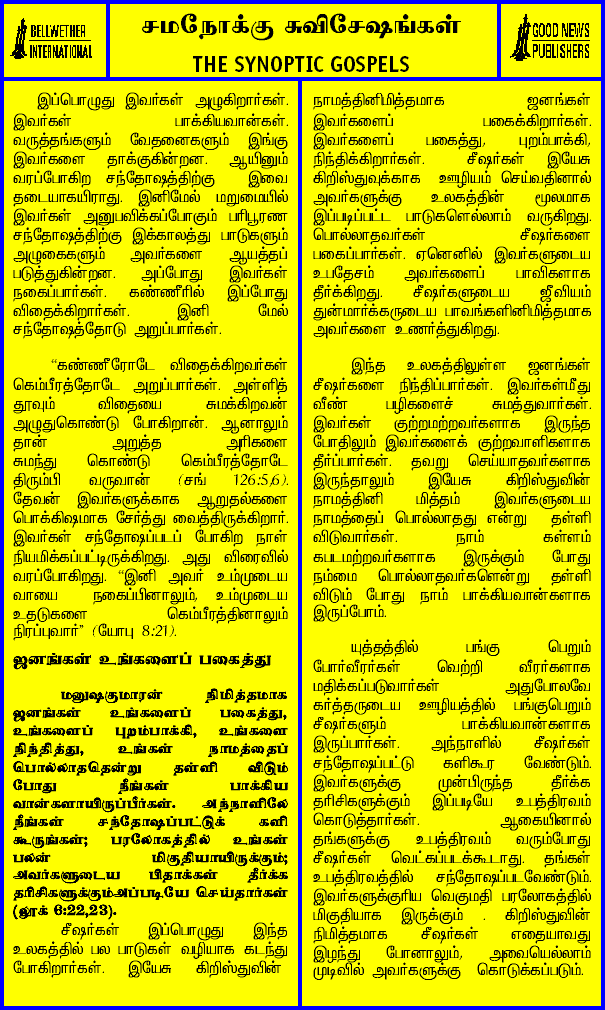 BELLWETHER
INTERNATIONAL
சமநோக்கு சுவிசேஷங்கள்
THE SYNOPTIC GOSPELS
GOOD NEWS
PUBLISHERS
இப்பொழுது இவர்கள் அழுகிறார்கள்.
இவர்கள் பாக்கியவான்கள்.
வருத்தங்களும் வேதனைகளும் இங்கு
இவர்களை தாக்குகின்றன. ஆயினும்
வரப்போகிற சந்தோஷத்திற்கு இவை
தடையாகயிராது. இனிமேல் மறுமையில்
இவர்கள் அனுபவிக்கப்போகும் பரிபூரண
சந்தோஷத்திற்கு இக்காலத்து பாடுகளும்
அழுகைகளும் அவர்களை ஆயத்தப்
படுத்துகின்றன. அப்போது இவர்கள்
நகைப்பார்கள். கண்ணீரில் இப்போது
விதைக்கிறார்கள். இனி மேல்
சந்தோஷத்தோடு அறுப்பார்கள்.
“கண்ணீரோடே விதைக்கிறவர்கள்
கெம்பீரத்தோடே அறுப்பார்கள். அள்ளித்
தூவும் விதையை சுமக்கிறவன்
அழுதுகொண்டு போகிறான். ஆனாலும்
தான் அறுத்த அரிகளை
சுமந்து கொண்டு கெம்பீரத்தோடே
திரும்பி வருவான் (சங் 126:5,6).
தேவன் இவர்களுக்காக ஆறுதல்களை
பொக்கிஷமாக சேர்த்து வைத்திருக்கிறார்.
இவர்கள் சந்தோஷப்படப் போகிற நாள்
நியமிக்கப்பட்டிருக்கிறது. அது விரைவில்
வரப்போகிறது. “இனி அவர் உம்முடைய
வாயை நகைப்பினாலும், உம்முடைய
உதடுகளை கெம்பீரத்தினாலும்
நிரப்புவார்” (யோபு 8:21).
ஜனங்கள் உங்களைப் பகைத்து
மனுஷகுமாரன் நிமித்தமாக
ஜனங்கள் உங்களைப் பகைத்து,
உங்களைப் புறம்பாக்கி, உங்களை
நிந்தித்து, உங்கள் நாமத்தைப்
பொல்லாததென்று தள்ளி விடும்
போது நீங்கள் பாக்கிய
வான்களாயிருப்பீர்கள். அந்நாளிலே
நீங்கள் சந்தோஷப்பட்டுக் களி
கூருங்கள்; பரலோகத்தில் உங்கள்
பலன் மிகுதியாயிருக்கும்;
அவர்களுடைய பிதாக்கள் தீர்க்க
தரிசிகளுக்கும்அப்படியே செய்தார்கள்
(லூக் 6:22,23).
சீஷர்கள் இப்பொழுது இந்த
உலகத்தில் பல பாடுகள் வழியாக கடந்து
போகிறார்கள். இயேசு கிறிஸ்துவின்
நாமத்தினிமித்தமாக ஜனங்கள்
இவர்களைப் பகைக்கிறார்கள்.
இவர்களைப் பகைத்து, புறம்பாக்கி,
நிந்திக்கிறார்கள். சீஷர்கள் இயேசு
கிறிஸ்துவுக்காக ஊழியம் செய்வதினால்
அவர்களுக்கு உலகத்தின் மூலமாக
இப்படிப்பட்ட பாடுகளெல்லாம் வருகிறது.
பொல்லாதவர்கள் சீஷர்களை
பகைப்பார்கள். ஏனெனில் இவர்களுடைய
உபதேசம் அவர்களைப் பாவிகளாக
தீர்க்கிறது. சீஷர்களுடைய ஜீவியம்
துன்மார்க்கருடைய பாவங்களினிமித்தமாக
அவர்களை உணர்த்துகிறது.
இந்த உலகத்திலுள்ள ஜனங்கள்
சீஷர்களை நிந்திப்பார்கள். இவர்கள்மீது
வீண் பழிகளைச் சுமத்துவார்கள்.
இவர்கள் குற்றமற்றவர்களாக இருந்த
போதிலும் இவர்களைக் குற்றவாளிகளாக
தீர்ப்பார்கள். தவறு செய்யாதவர்களாக
இருந்தாலும் இயேசு கிறிஸ்துவின்
நாமத்தினி மித்தம் இவர்களுடைய
நாமத்தைப் பொல்லாதது என்று தள்ளி
விடுவார்கள். நாம் கள்ளம்
கபடமற்றவர்களாக இருக்கும் போது
நம்மை பொல்லாதவர்களென்று தள்ளி
விடும் போது நாம் பாக்கியவான்களாக
இருப்போம்.
யுத்தத்தில் பங்கு பெறும்
போர்வீரர்கள் வெற்றி வீரர்களாக
மதிக்கப்படுவார்கள் அதுபோலவே
கர்த்தருடைய ஊழியத்தில் பங்குபெறும்
சீஷர்களும் பாக்கியவான்களாக
இருப்பார்கள். அந்நாளில் சீஷர்கள்
சந்தோஷப்பட்டு களிகூர வேண்டும்.
இவர்களுக்கு முன்பிருந்த தீர்க்க
தரிசிகளுக்கும் இப்படியே உபத்திரவம்
கொடுத்தார்கள். ஆகையினால்
தங்களுக்கு உபத்திரவம் வரும்போது
சீஷர்கள் வெட்கப்படக்கூடாது. தங்கள்
உபத்திரவத்தில் சந்தோஷப்படவேண்டும்.
இவர்களுக்குரிய வெகுமதி பரலோகத்தில்
மிகுதியாக இருக்கும் . கிறிஸ்துவின்
நிமித்தமாக சீஷர்கள் எதையாவது
இழந்து போனாலும், அவையெல்லாம்
முடிவில் அவர்களுக்கு கொடுக்கப்படும்.